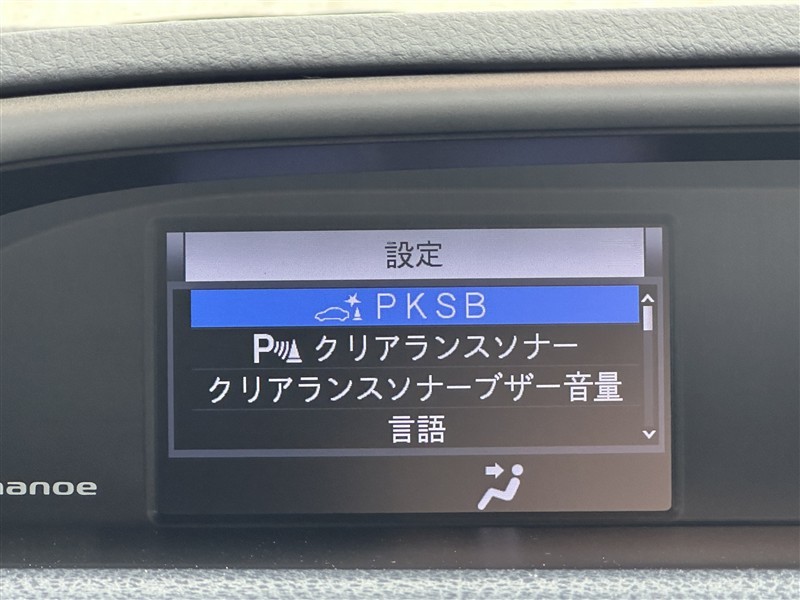 設定
PKSB
P クリアランスソナー
クリアランスソナーブザー音量
言語
nanoe